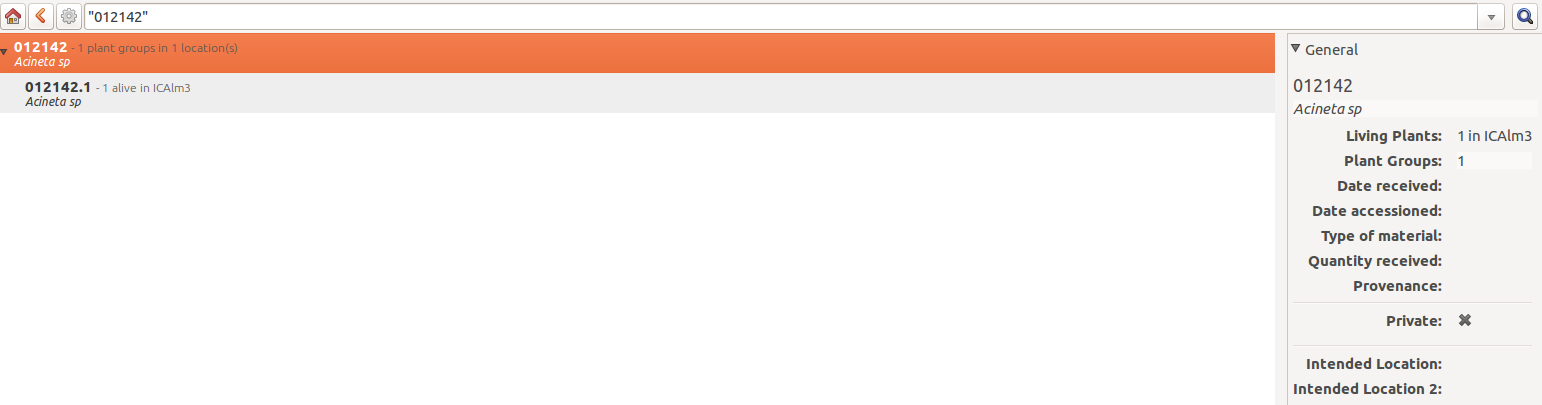 "012142"
012142 - 1 plant groups in 1 location(s)
Acineta sp
012142.1 - 1 alive in ICAlm3
Acineta sp
General
012142
Acineta sp
Living Plants: 1 in ICAlm3
Plant Groups: 1
Date received:
Date accessioned:
Type of material:
Quantity received:
Provenance:
Private:
Intended Location:
Intended Location 2: